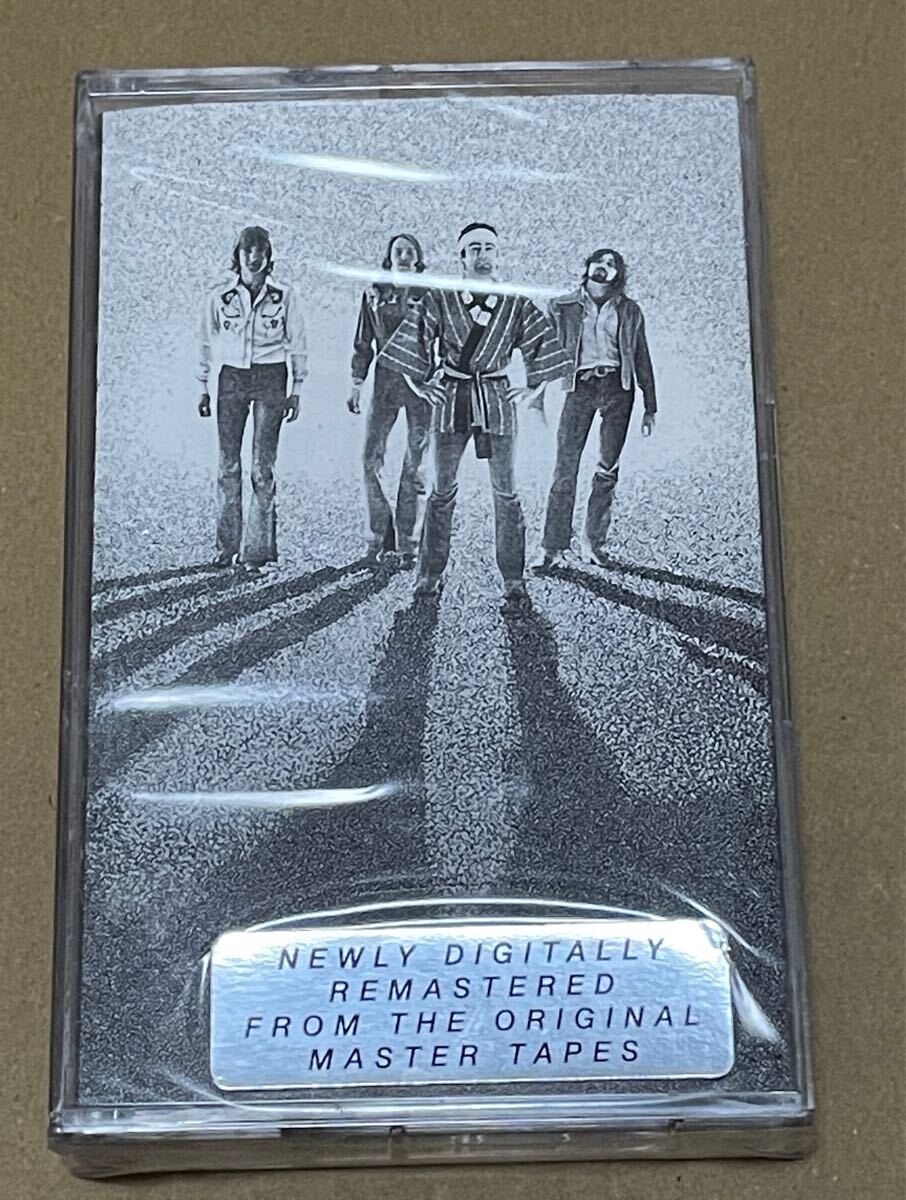 NEWLY DIGITALLY
REMASTERED
FROM THE ORIGINAL
MASTER TAPES